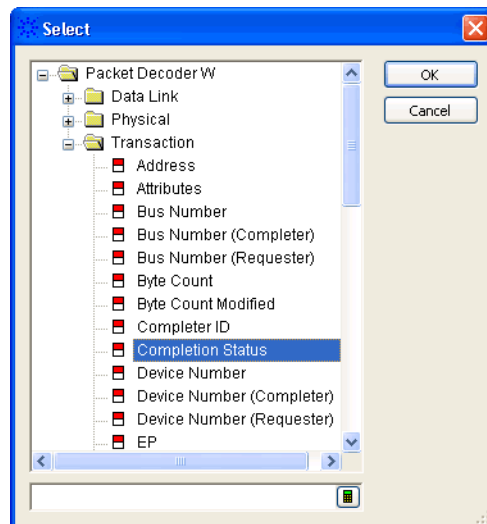 Select
Packet Decoder W
Data Link
Physical
Transaction
Address
Attributes
Bus Number
Bus Number (Completer)
Bus Number (Requester)
Byte Count
Byte Count Modified
Completer ID
Completion Status
Device Number
Device Number (Completer)
Device Number (Requester)
EP
OK
Cancel